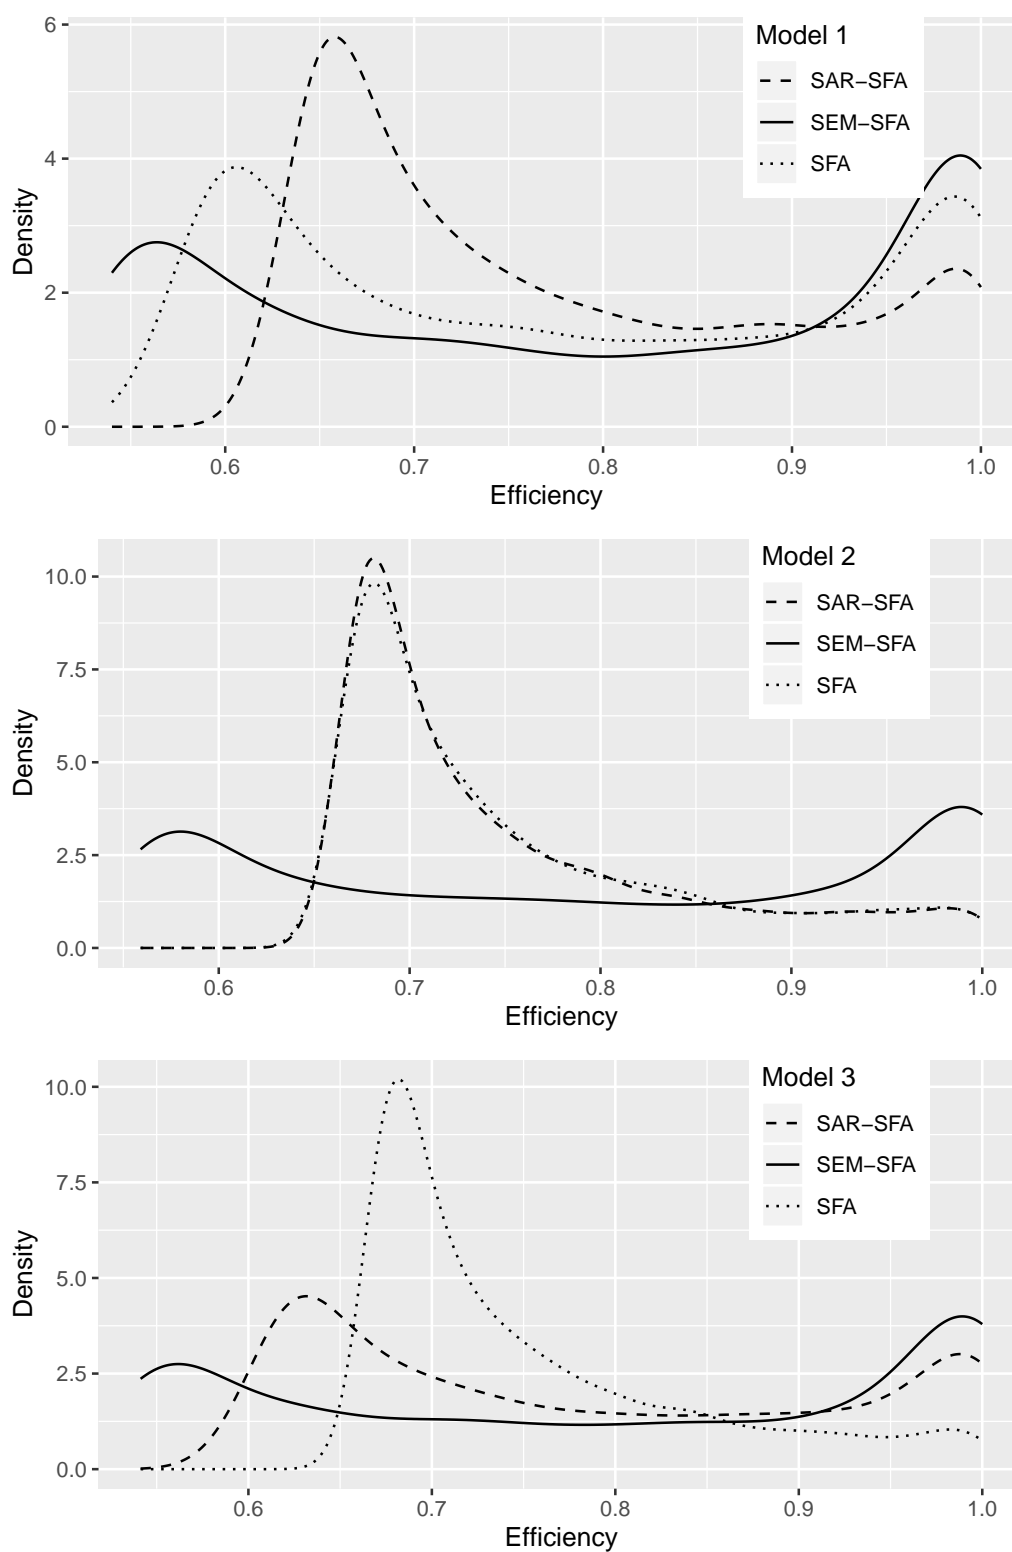 Model 1
SAR−SFA
SEM−SFA
SFA
6
4
2
0
Density
0.6 0.7 0.8 0.9 1.0
Efficiency
Model 2
SAR−SFA
SEM−SFA
SFA
10.0
7.5
5.0
2.5
0.0
Density
0.6 0.7 0.8 0.9 1.0
Efficiency
Model 3
SAR−SFA
SEM−SFA
SFA
10.0
7.5
5.0
2.5
0.0
Density
0.6 0.7 0.8 0.9 1.0
Efficiency